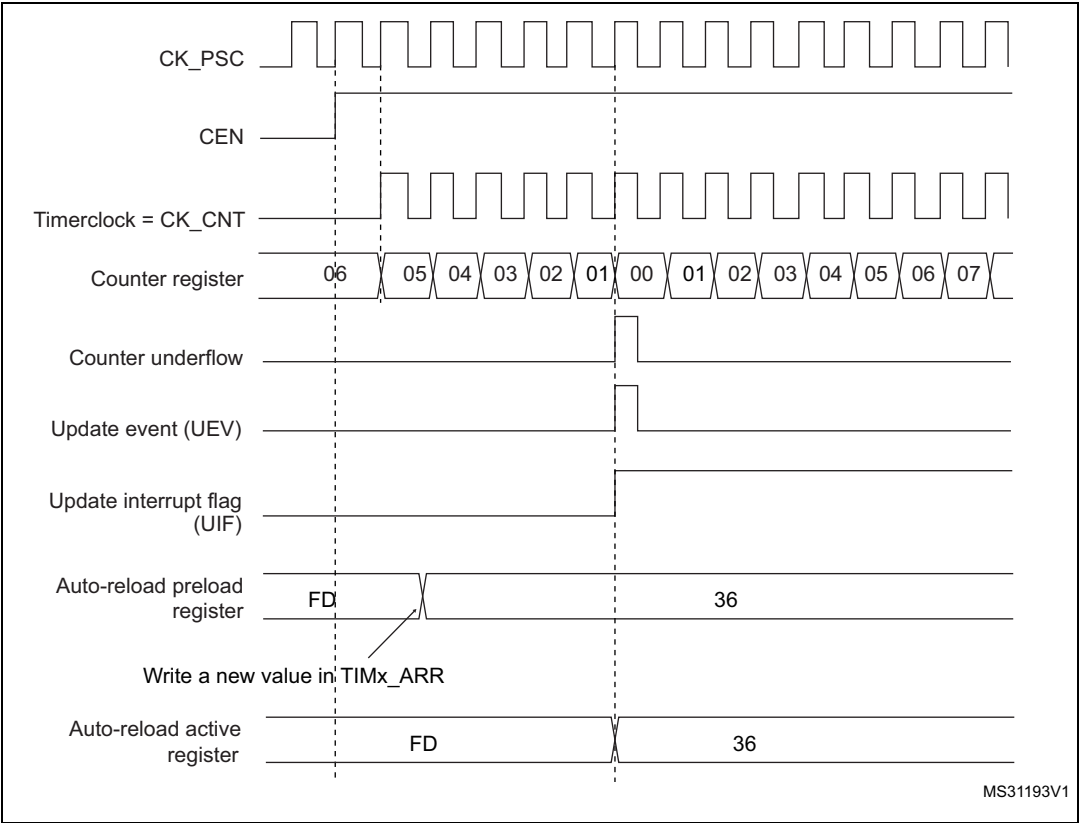 CK_PSC
CEN
Timerclock = CK_CNT
Counter register 06 05 04 03 02 01 00 01 02 03 04 05 06 07
Counter underflow
Update event (UEV)
Update interrupt flag
(UIF)
Auto-reload preload
register
FD 36
Write a new value in TIMx_ARR
Auto-reload active
register
FD 36
MS31193V1